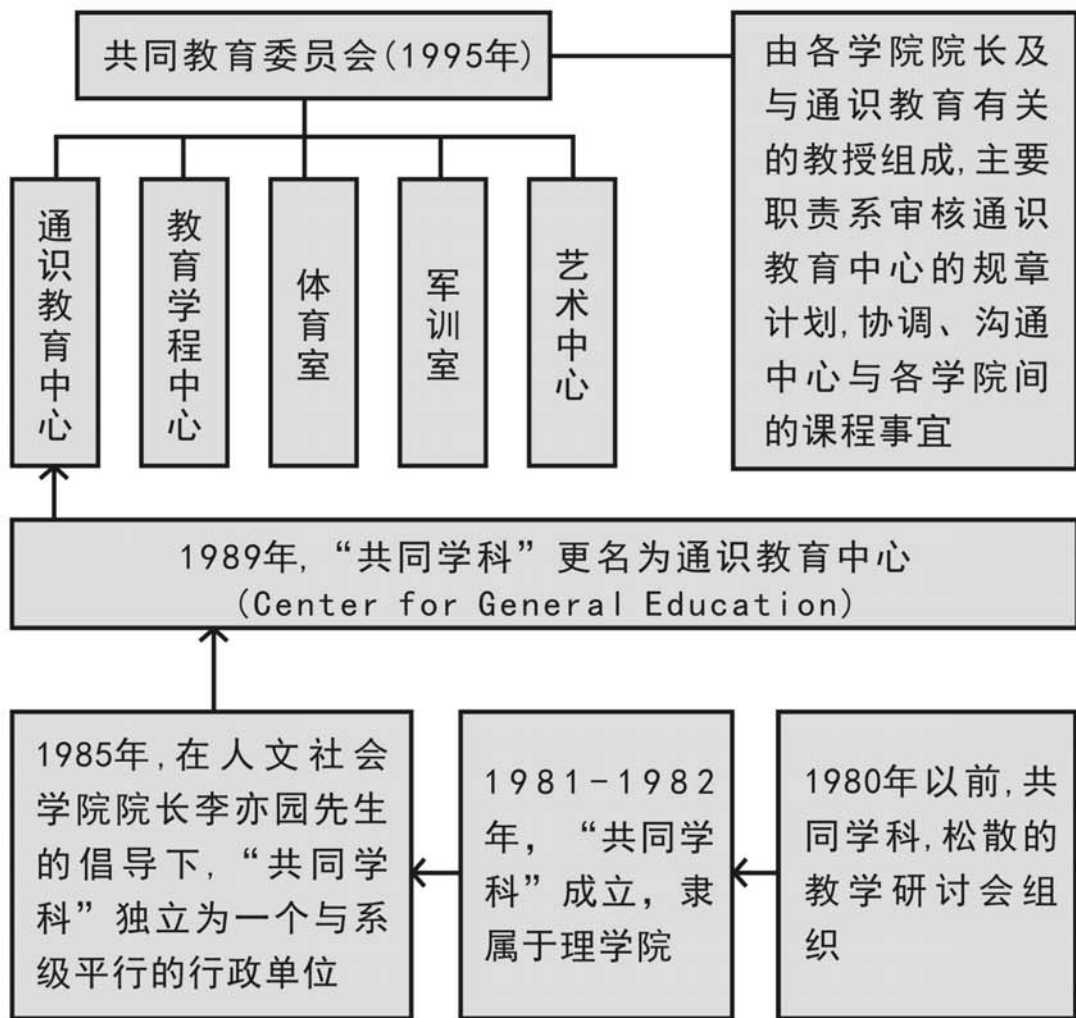 共同教育委员会(1995年)
由各学院院长及
与通识教育有关
的教授组成,主要
职责系审核通识
教育中心的规章
计划,协调、沟通
中心与各学院间
的课程事宜
通识教育中心
教育学程中心
体育室
军训室
艺术中心
1989年,“共同学科”更名为通识教育中心
(Center for General Education)
1985年,在人文社会
学院院长李亦园先生
的倡导下,“共同学
科”独立为一个与系
级平行的行政单位
1981-1982
年，“共同学
科”成立，隶
属于理学院
1980年以前,共
同学科,松散的
教学研讨会组
织